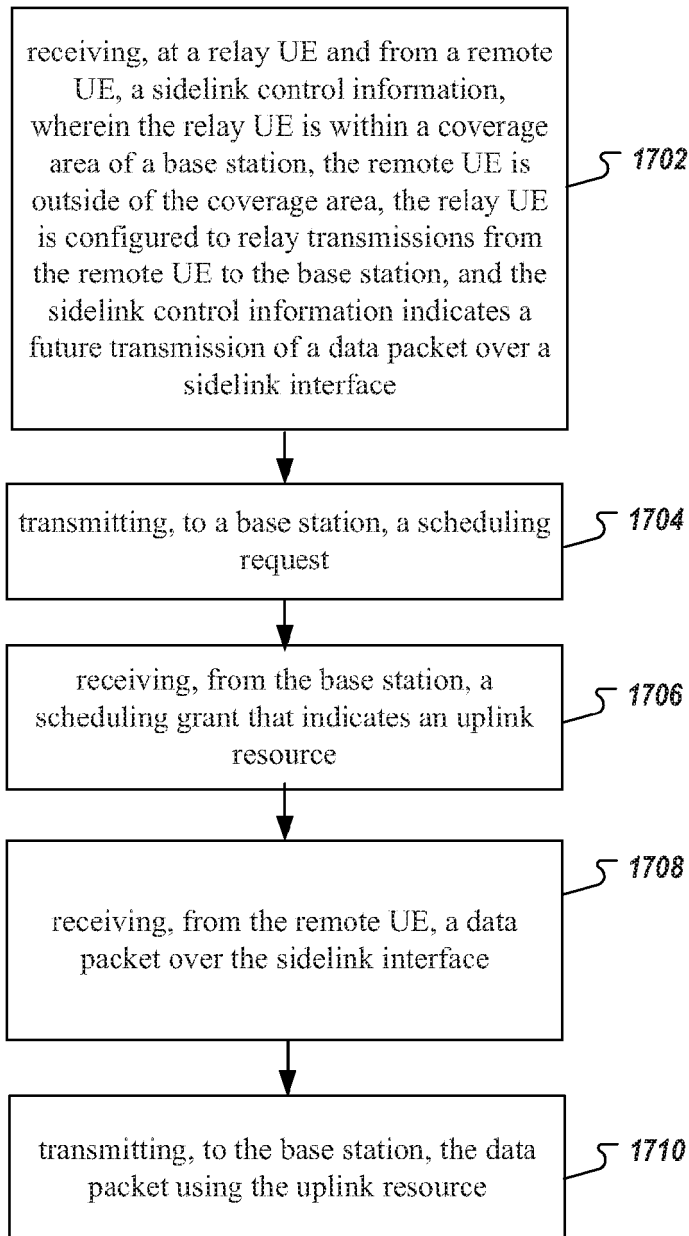 receiving, at a relay UE and from a remote
UE, a sidelink control information,
wherein the relay UE is within a coverage
area of a base station, the remote UE is
outside of the coverage area, the relay UE
is configured to relay transmissions from
the remote UE to the base station, and the
sidelink control information indicates a
future transmission of a data packet over a
sidelink interface
1702
transmitting, to a base station, a scheduling
request
1704
receiving, from the base station, a
scheduling grant that indicates an uplink
resource
1706
receiving, from the remote UE, a data
packet over the sidelink interface
1708
transmitting, to the base station, the data
packet using the uplink resource
1710